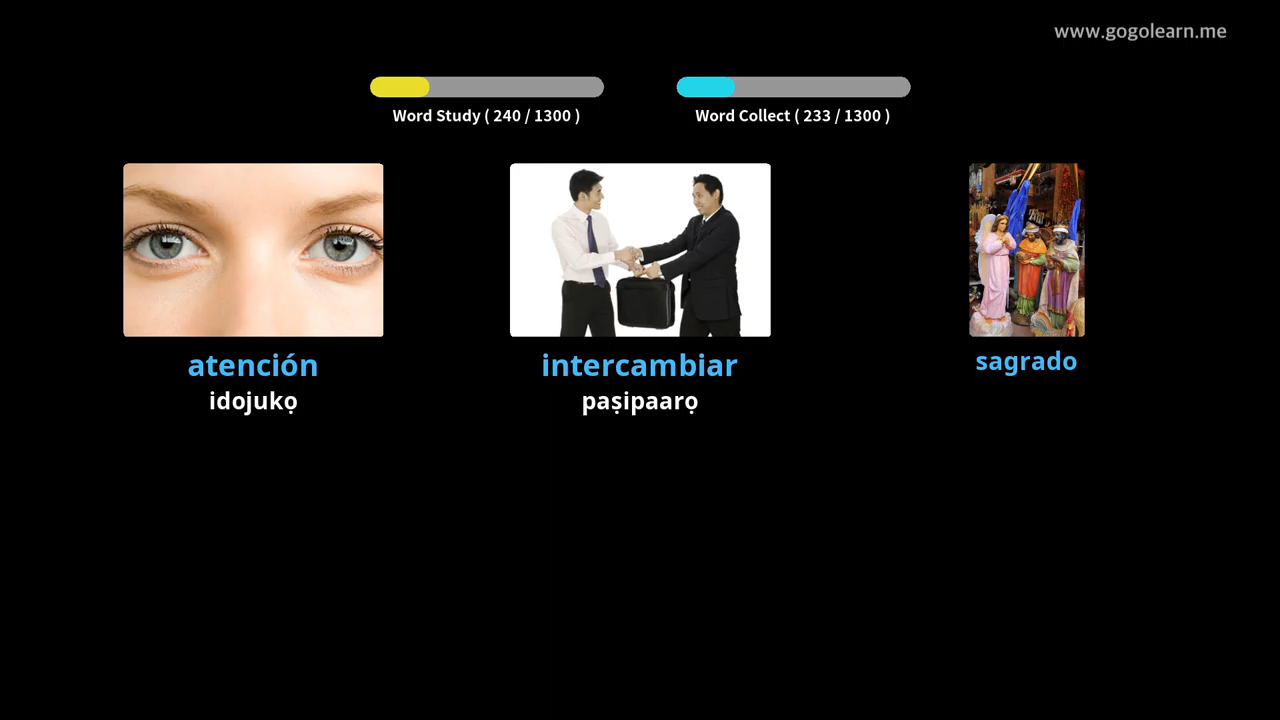 www.gogolearn.me
Word Study ( 240 / 1300 )
Word Collect ( 233 / 1300 )
atención
intercambiar
sagrado
idojukọ
paṣipaarọ